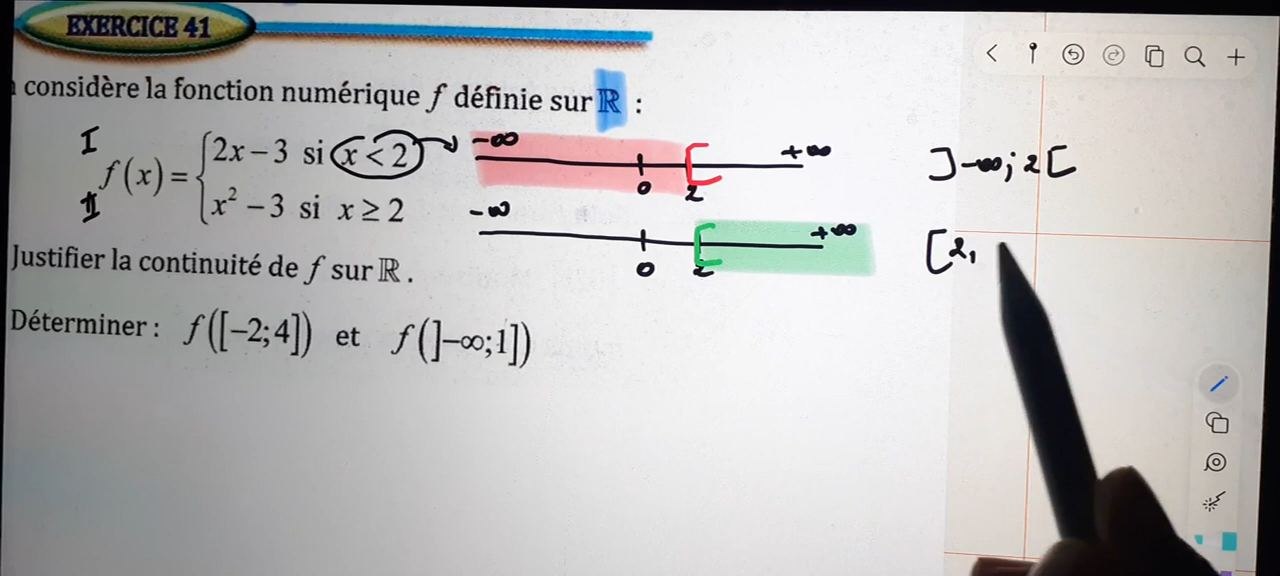 EXERCICE 41
considère la fonction numérique f définie sur ℝ :
I
f(x) = { 2x − 3 si x < 2
II
x² − 3 si x ≥ 2
-∞ 0 2 +∞
]-∞; 2[
-∞ 0 2 +∞
[2,
Justifier la continuité de f sur ℝ .
Déterminer : f([−2;4]) et f(]−∞;1])